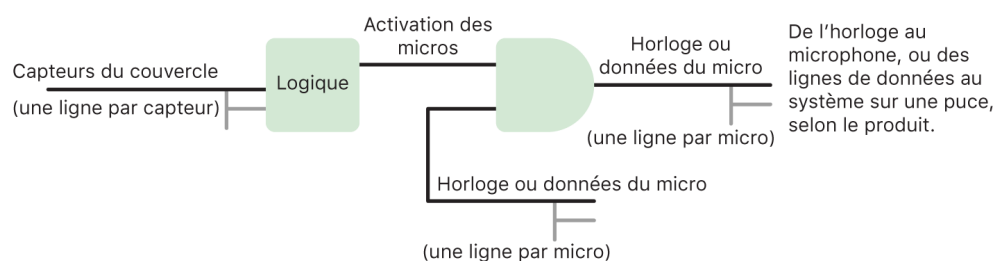 Activation des
micros
Capteurs du couvercle
(une ligne par capteur)
Logique
Horloge ou
données du micro
(une ligne par micro)
De l’horloge au
microphone, ou des
lignes de données au
système sur une puce,
selon le produit.
Horloge ou données du micro
(une ligne par micro)